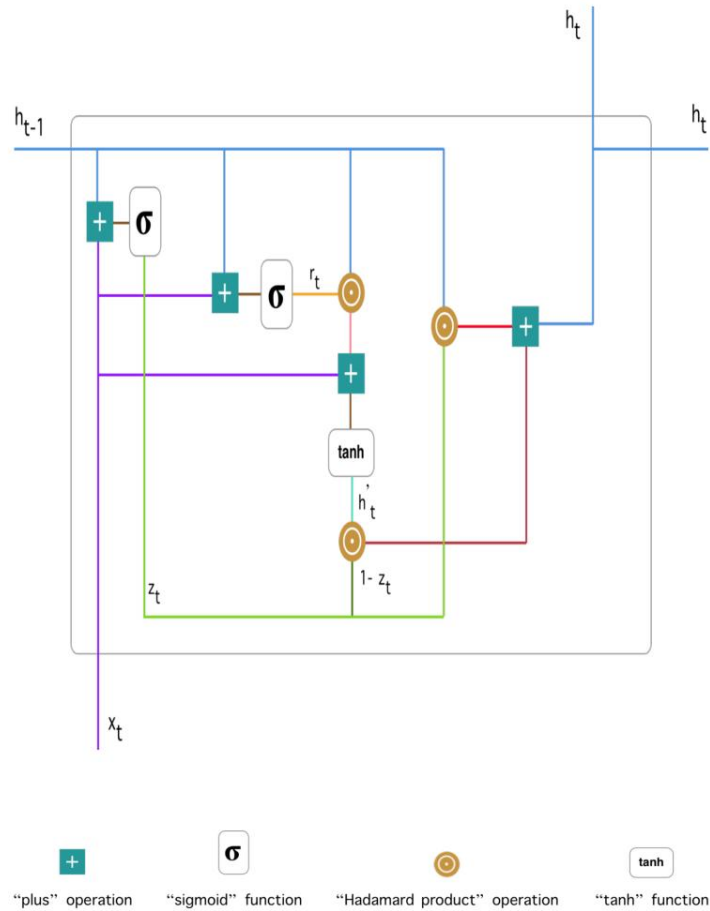 h_t
h_{t-1}
h_t
+
σ
+
σ
r_t
+
+
tanh
h'_t
1- z_t
z_t
x_t
+
σ
tanh
“plus” operation
“sigmoid” function
“Hadamard product” operation
“tanh” function